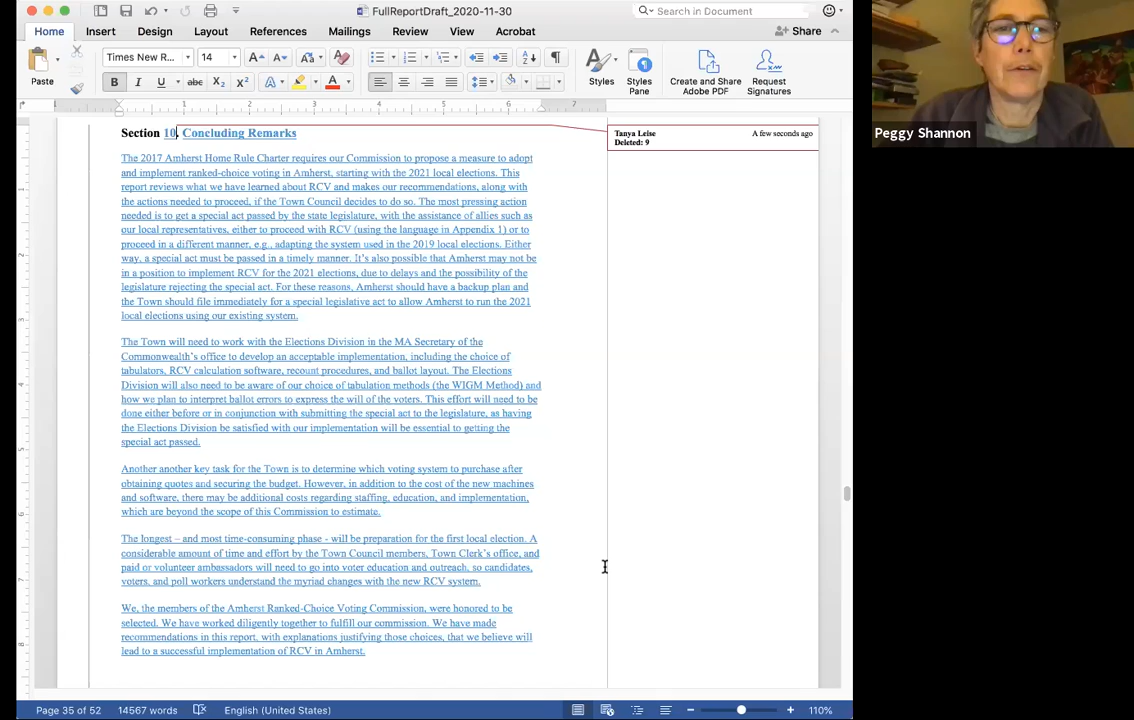 FullReportDraft_2020-11-30
Search in Document
Home Insert Design Layout References Mailings Review View Acrobat Share
Paste
Times New R... 14
Styles
Styles Pane
Create and Share Adobe PDF
Request Signatures
1 2 3 4 5 6 7
Section 10. Concluding Remarks
Tanya Leise A few seconds ago
Deleted: 9
The 2017 Amherst Home Rule Charter requires our Commission to propose a measure to adopt
and implement ranked-choice voting in Amherst, starting with the 2021 local elections. This
report reviews what we have learned about RCV and makes our recommendations, along with
the actions needed to proceed, if the Town Council decides to do so. The most pressing action
needed is to get a special act passed by the state legislature, with the assistance of allies such as
our local representatives, either to proceed with RCV (using the language in Appendix 1) or to
proceed in a different manner, e.g., adapting the system used in the 2019 local elections. Either
way, a special act must be passed in a timely manner. It's also possible that Amherst may not be
in a position to implement RCV for the 2021 elections, due to delays and the possibility of the
legislature rejecting the special act. For these reasons, Amherst should have a backup plan and
the Town should file immediately for a special legislative act to allow Amherst to run the 2021
local elections using our existing system.
The Town will need to work with the Elections Division in the MA Secretary of the
Commonwealth's office to develop an acceptable implementation, including the choice of
tabulators, RCV calculation software, recount procedures, and ballot layout. The Elections
Division will also need to be aware of our choice of tabulation methods (the WIGM Method) and
how we plan to interpret ballot errors to express the will of the voters. This effort will need to be
done either before or in conjunction with submitting the special act to the legislature, as having
the Elections Division be satisfied with our implementation will be essential to getting the
special act passed.
Another another key task for the Town is to determine which voting system to purchase after
obtaining quotes and securing the budget. However, in addition to the cost of the new machines
and software, there may be additional costs regarding staffing, education, and implementation,
which are beyond the scope of this Commission to estimate.
The longest – and most time-consuming phase - will be preparation for the first local election. A
considerable amount of time and effort by the Town Council members, Town Clerk's office, and
paid or volunteer ambassadors will need to go into voter education and outreach, so candidates,
voters, and poll workers understand the myriad changes with the new RCV system.
We, the members of the Amherst Ranked-Choice Voting Commission, were honored to be
selected. We have worked diligently together to fulfill our commission. We have made
recommendations in this report, with explanations justifying those choices, that we believe will
lead to a successful implementation of RCV in Amherst.
Page 35 of 52 14567 words English (United States) 110%
Peggy Shannon